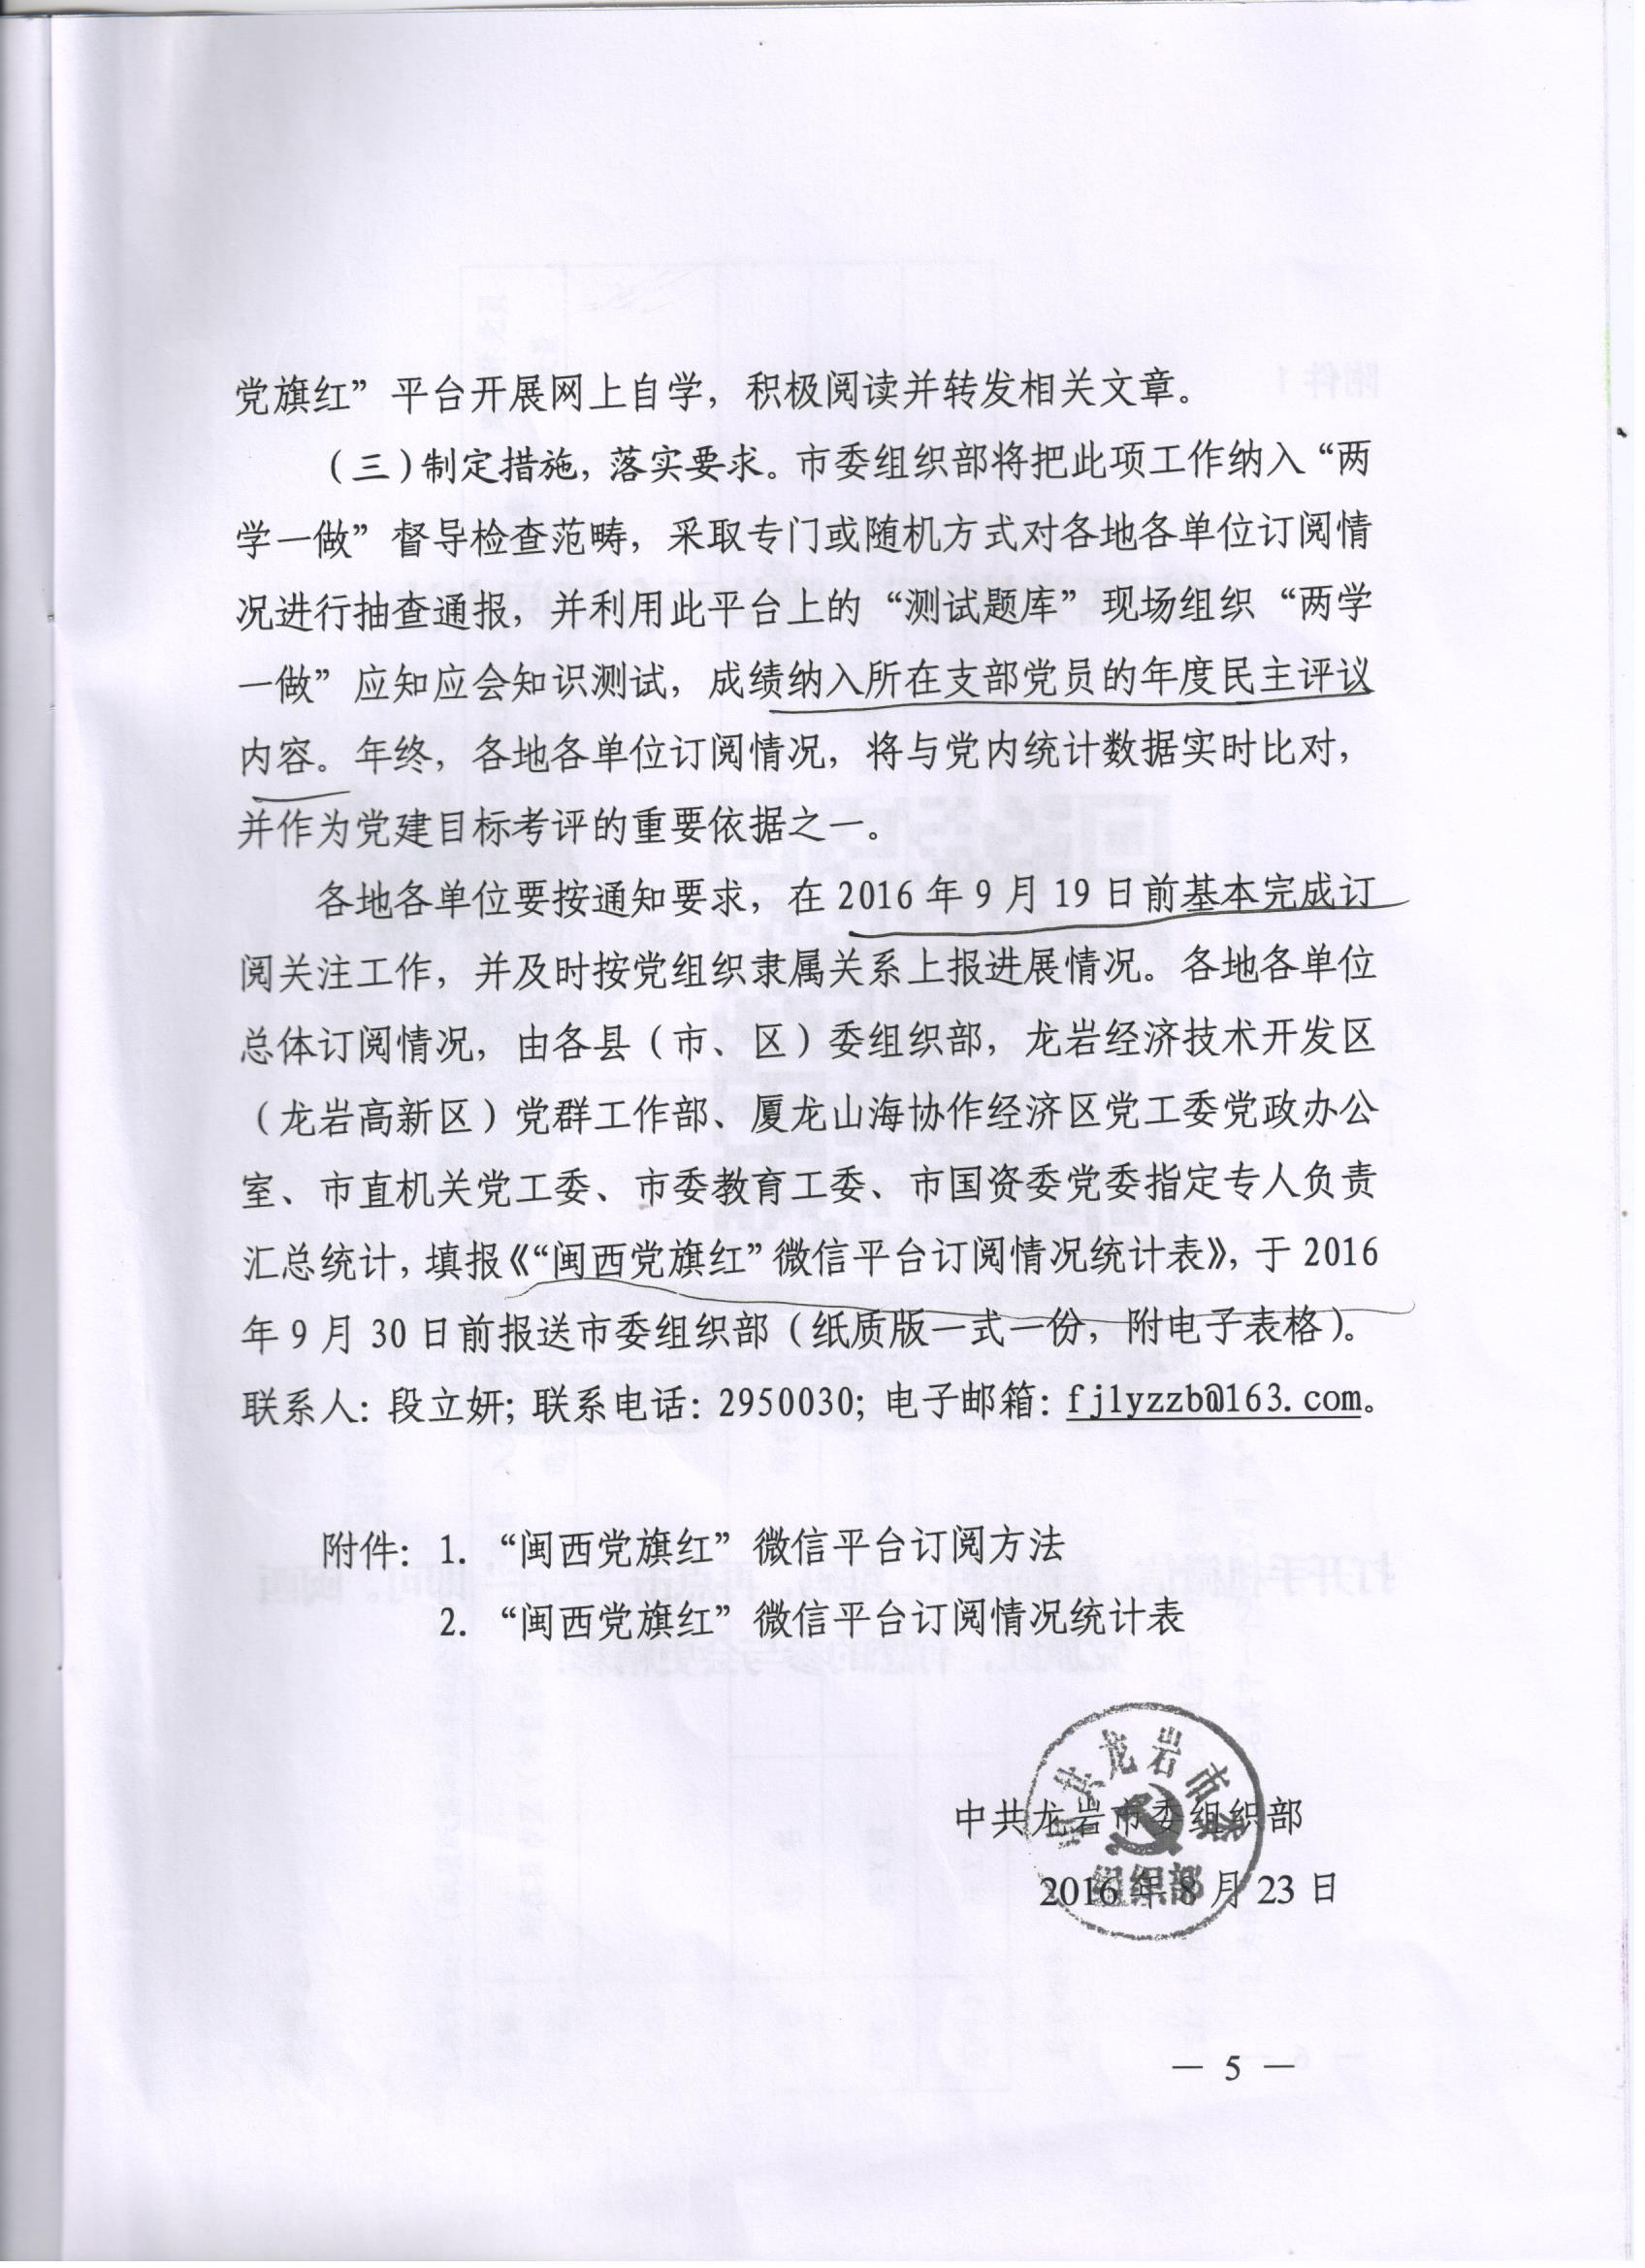 党旗红”平台开展网上自学，积极阅读并转发相关文章。
（三）制定措施，落实要求。市委组织部将把此项工作纳入“两
学一做”督导检查范畴，采取专门或随机方式对各地各单位订阅情
况进行抽查通报，并利用此平台上的“测试题库”现场组织“两学
一做”应知应会知识测试，成绩纳入所在支部党员的年度民主评议
内容。年终，各地各单位订阅情况，将与党内统计数据实时比对，
并作为党建目标考评的重要依据之一。
各地各单位要按通知要求，在2016年9月19日前基本完成订
阅关注工作，并及时按党组织隶属关系上报进展情况。各地各单位
总体订阅情况，由各县（市、区）委组织部，龙岩经济技术开发区
（龙岩高新区）党群工作部、厦龙山海协作经济区党工委党政办公
室、市直机关党工委、市委教育工委、市国资委党委指定专人负责
汇总统计，填报《“闽西党旗红”微信平台订阅情况统计表》，于2016
年9月30日前报送市委组织部（纸质版一式一份，附电子表格）。
联系人：段立妍；联系电话：2950030；电子邮箱：fjlyzzb@163.com。
附件：1.“闽西党旗红”微信平台订阅方法
2.“闽西党旗红”微信平台订阅情况统计表
中共龙岩市委
组织部
中共龙岩市委组织部
2016年8月23日
— 5 —